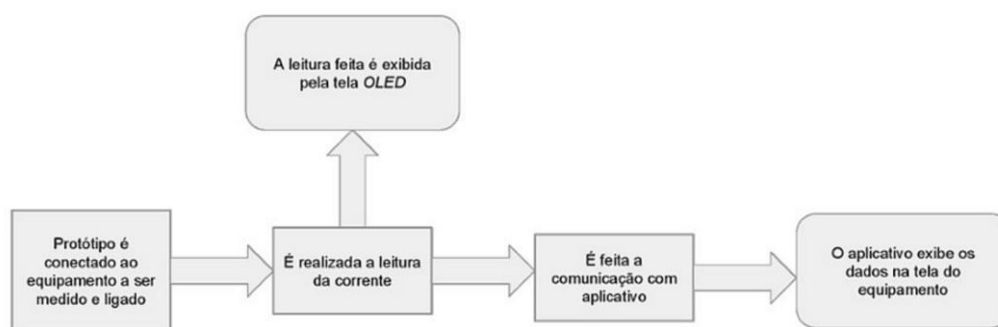 A leitura feita é exibida
pela tela OLED
Protótipo é
conectado ao
equipamento a ser
medido e ligado
É realizada a leitura
da corrente
É feita a
comunicação com
aplicativo
O aplicativo exibe os
dados na tela do
equipamento